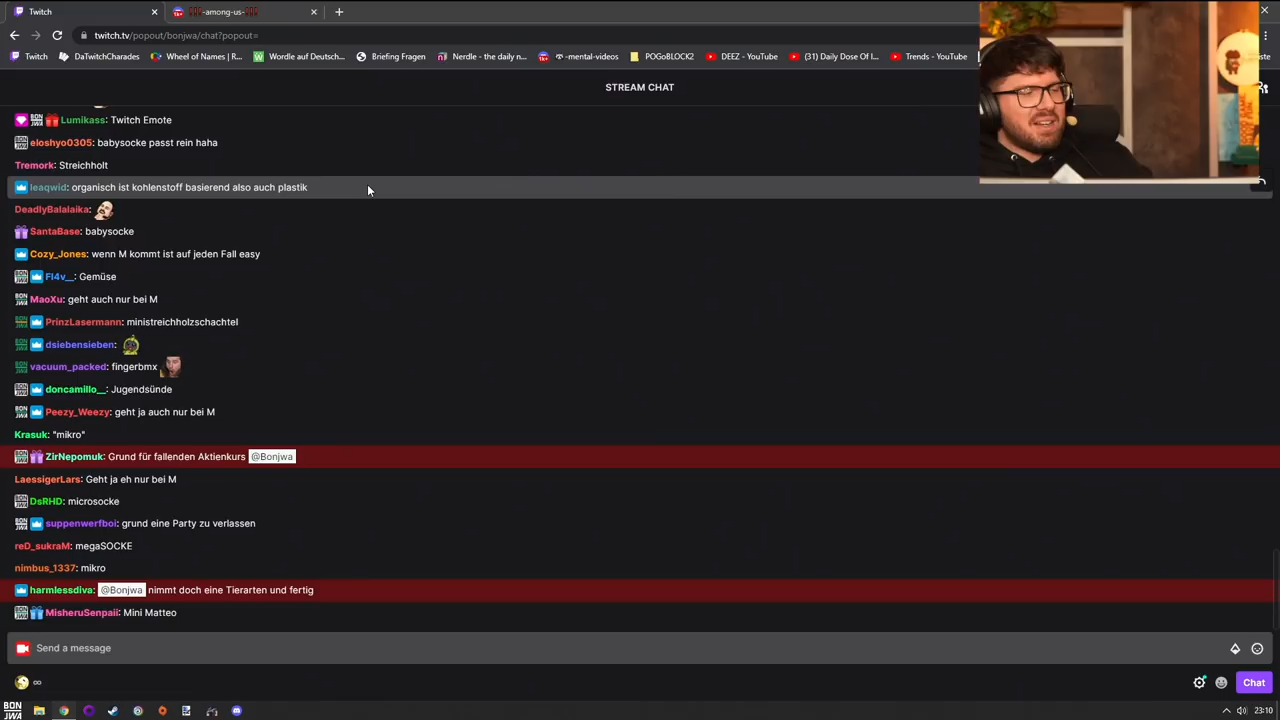 Twitch
-among-us-
twitch.tv/popout/bonjwa/chat?popout=
Twitch
DaTwitchCharades
Wheel of Names | R...
Wordle auf Deutsch...
Briefing Fragen
Nerdle - the daily n...
-mental-videos
POGoBLOCK2
DEEZ - YouTube
(31) Daily Dose Of I...
Trends - YouTube
STREAM CHAT
Lumikass: Twitch Emote
eloshyo0305: babysocke passt rein haha
Tremork: Streichholt
leaqwid: organisch ist kohlenstoff basierend also auch plastik
DeadlyBalalaika:
SantaBase: babysocke
Cozy_Jones: wenn M kommt ist auf jeden Fall easy
Fl4v__: Gemüse
MaoXu: geht auch nur bei M
PrinzLasermann: ministreichholzschachtel
dsiebensieben:
vacuum_packed: fingerbmx
doncamillo__: Jugendsünde
Peezy_Weezy: geht ja auch nur bei M
Krasuk: "mikro"
ZirNepomuk: Grund für fallenden Aktienkurs @Bonjwa
LaessigerLars: Geht ja eh nur bei M
DsRHD: microsocke
suppenwerfboi: grund eine Party zu verlassen
reD_sukraM: megaSOCKE
nimbus_1337: mikro
harmlessdiva: @Bonjwa nimmt doch eine Tierarten und fertig
MisheruSenpaii: Mini Matteo
Send a message
∞
Chat
BON
JWA
23:10